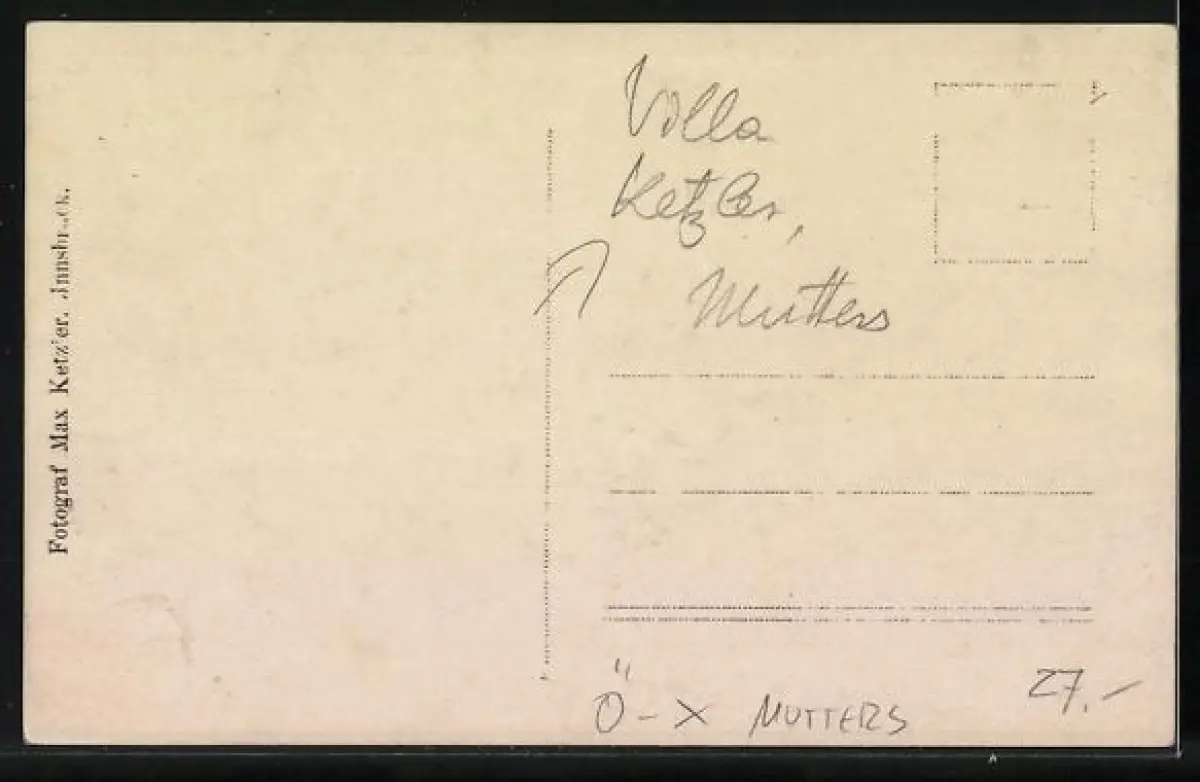 Fotograf Max Ketzler, Innsbruck.
Villa
Ketzler,
Mutters
Ö - X MUTTERS
27.-